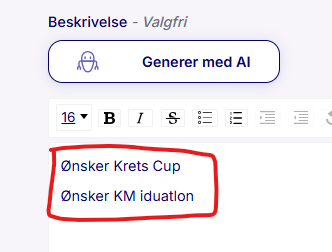 Beskrivelse - Valgfri
Generer med AI
16 B I S
Ønsker Krets Cup
Ønsker KM iduatlon